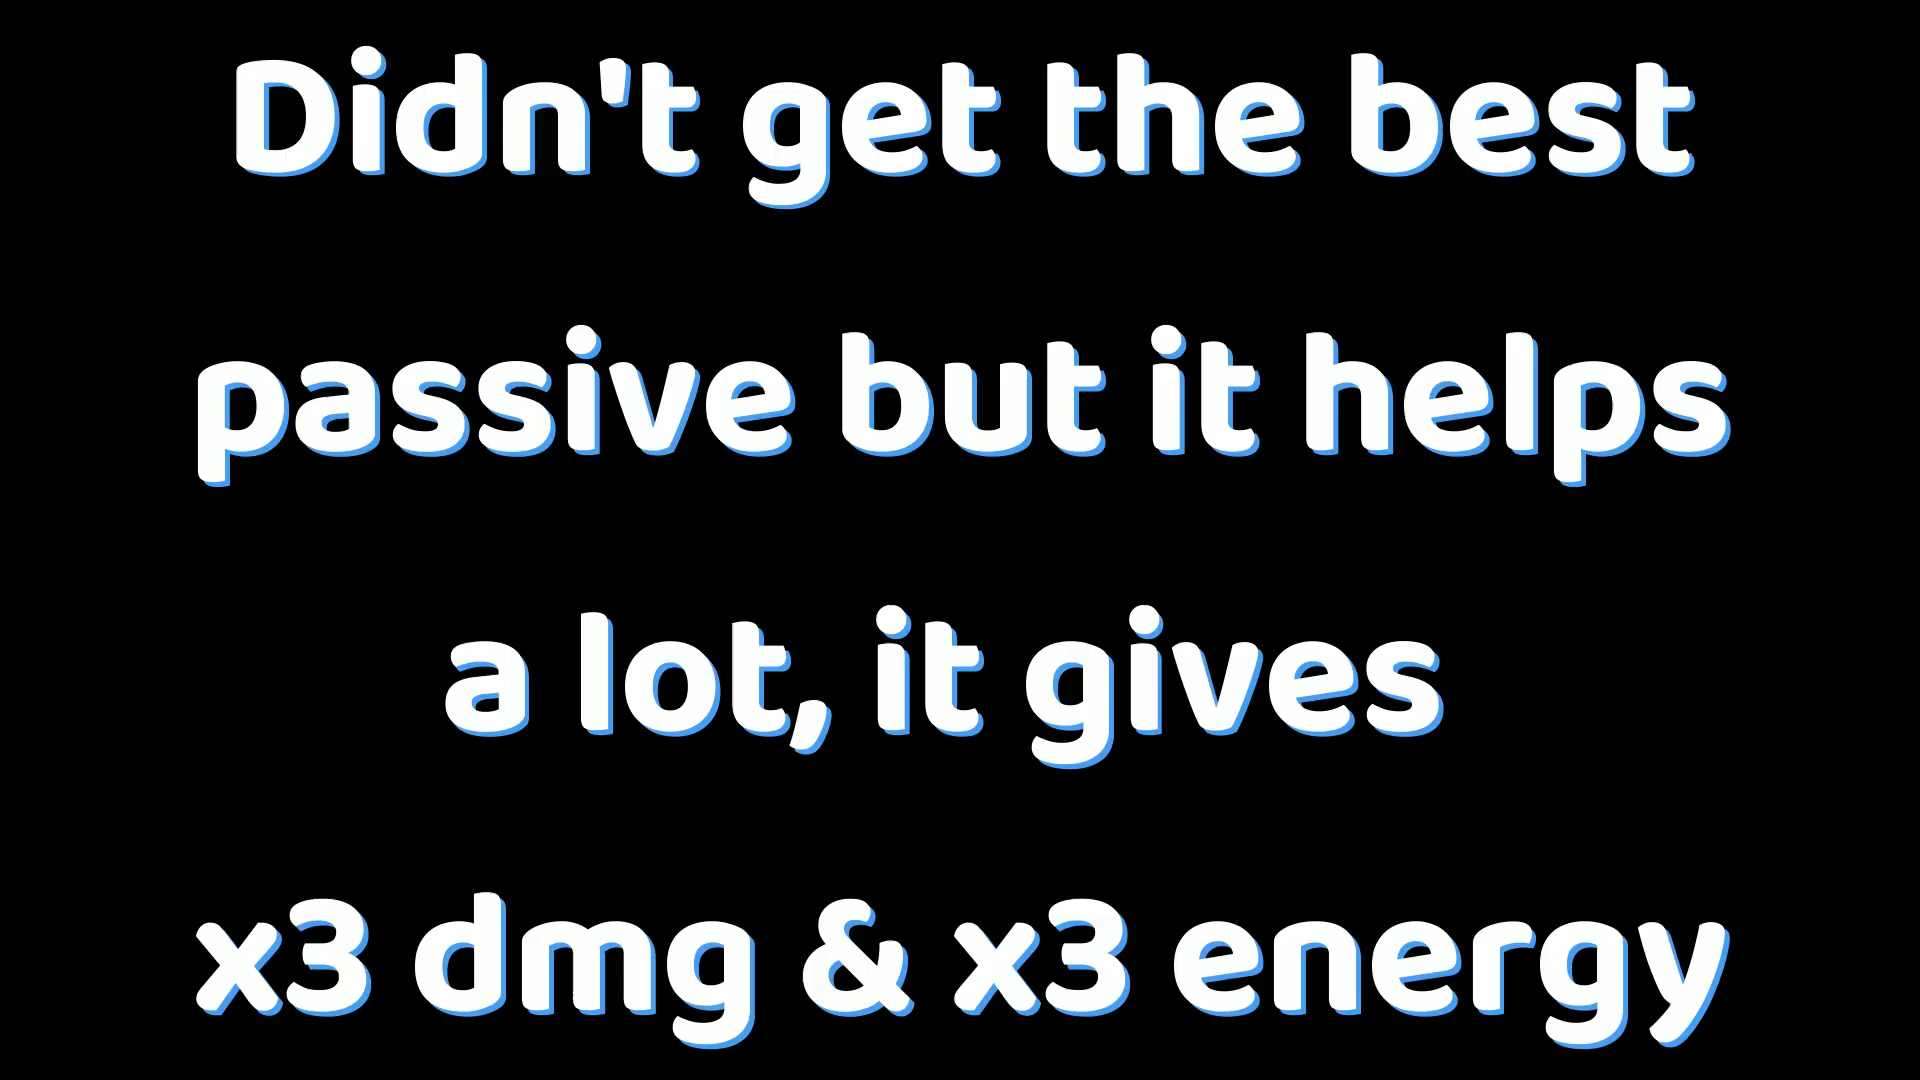 Didn't get the best
passive but it helps
a lot, it gives
x3 dmg & x3 energy